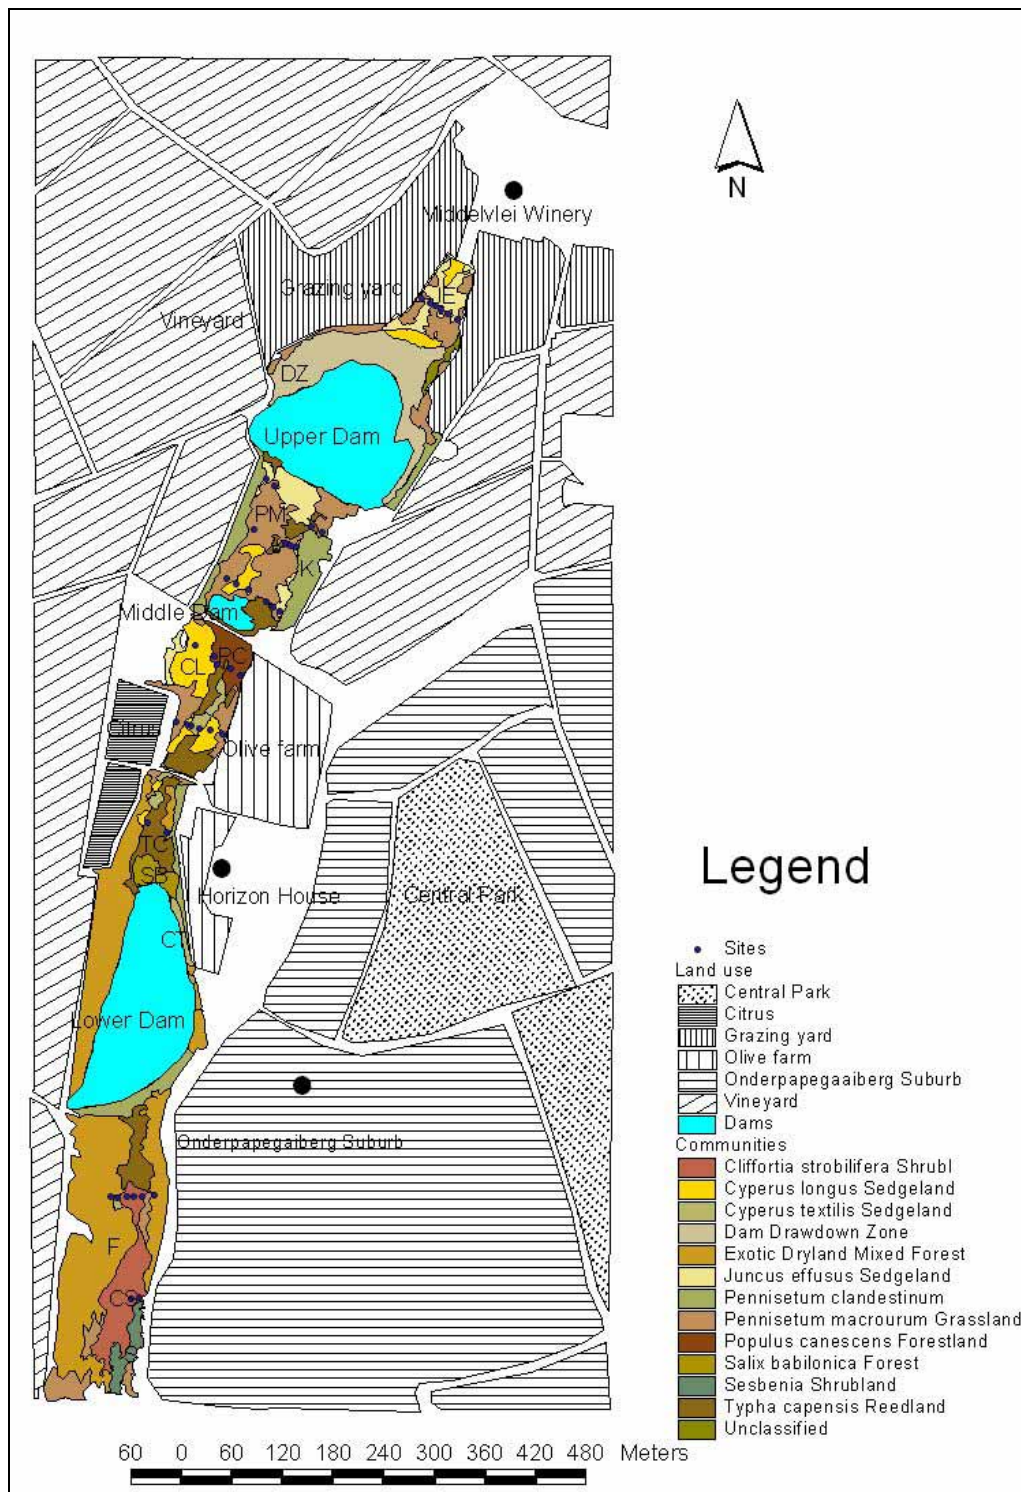 N
Middelvlei Winery
Grazing yard
JE
Vineyard
DZ
Upper Dam
PM
K
Middle Dam
PC
CL
Citrus
Olive farm
TC
SB
Horizon House
Central Park
CT
Lower Dam
Onderpapegaiberg Suburb
F
CS
Legend
Sites
Land use
Central Park
Citrus
Grazing yard
Olive farm
Onderpapegaaiberg Suburb
Vineyard
Dams
Communities
Cliffortia strobilifera Shrubl
Cyperus longus Sedgeland
Cyperus textilis Sedgeland
Dam Drawdown Zone
Exotic Dryland Mixed Forest
Juncus effusus Sedgeland
Pennisetum clandestinum
Pennisetum macrourum Grassland
Populus canescens Forestland
Salix babilonica Forest
Sesbenia Shrubland
Typha capensis Reedland
Unclassified
60 0 60 120 180 240 300 360 420 480 Meters